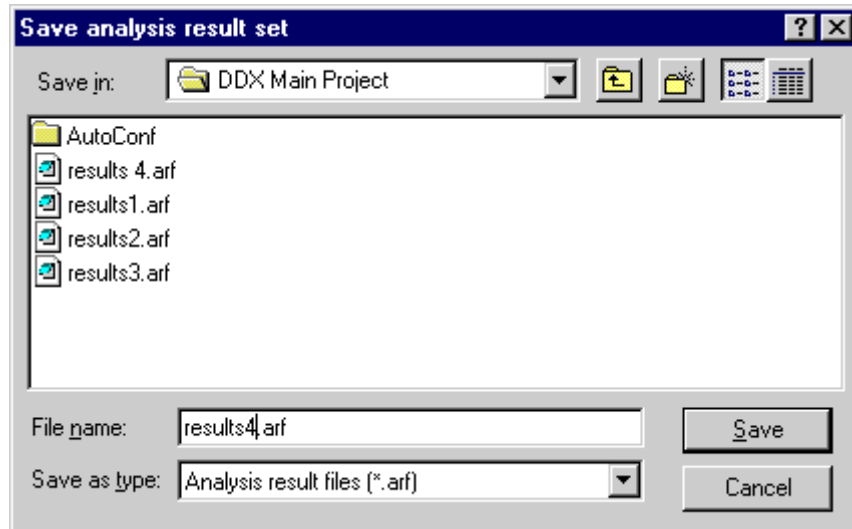 Save analysis result set
Save in: DDX Main Project
AutoConf
results 4.arf
results1.arf
results2.arf
results3.arf
File name: results4.arf Save
Save as type: Analysis result files (*.arf) Cancel